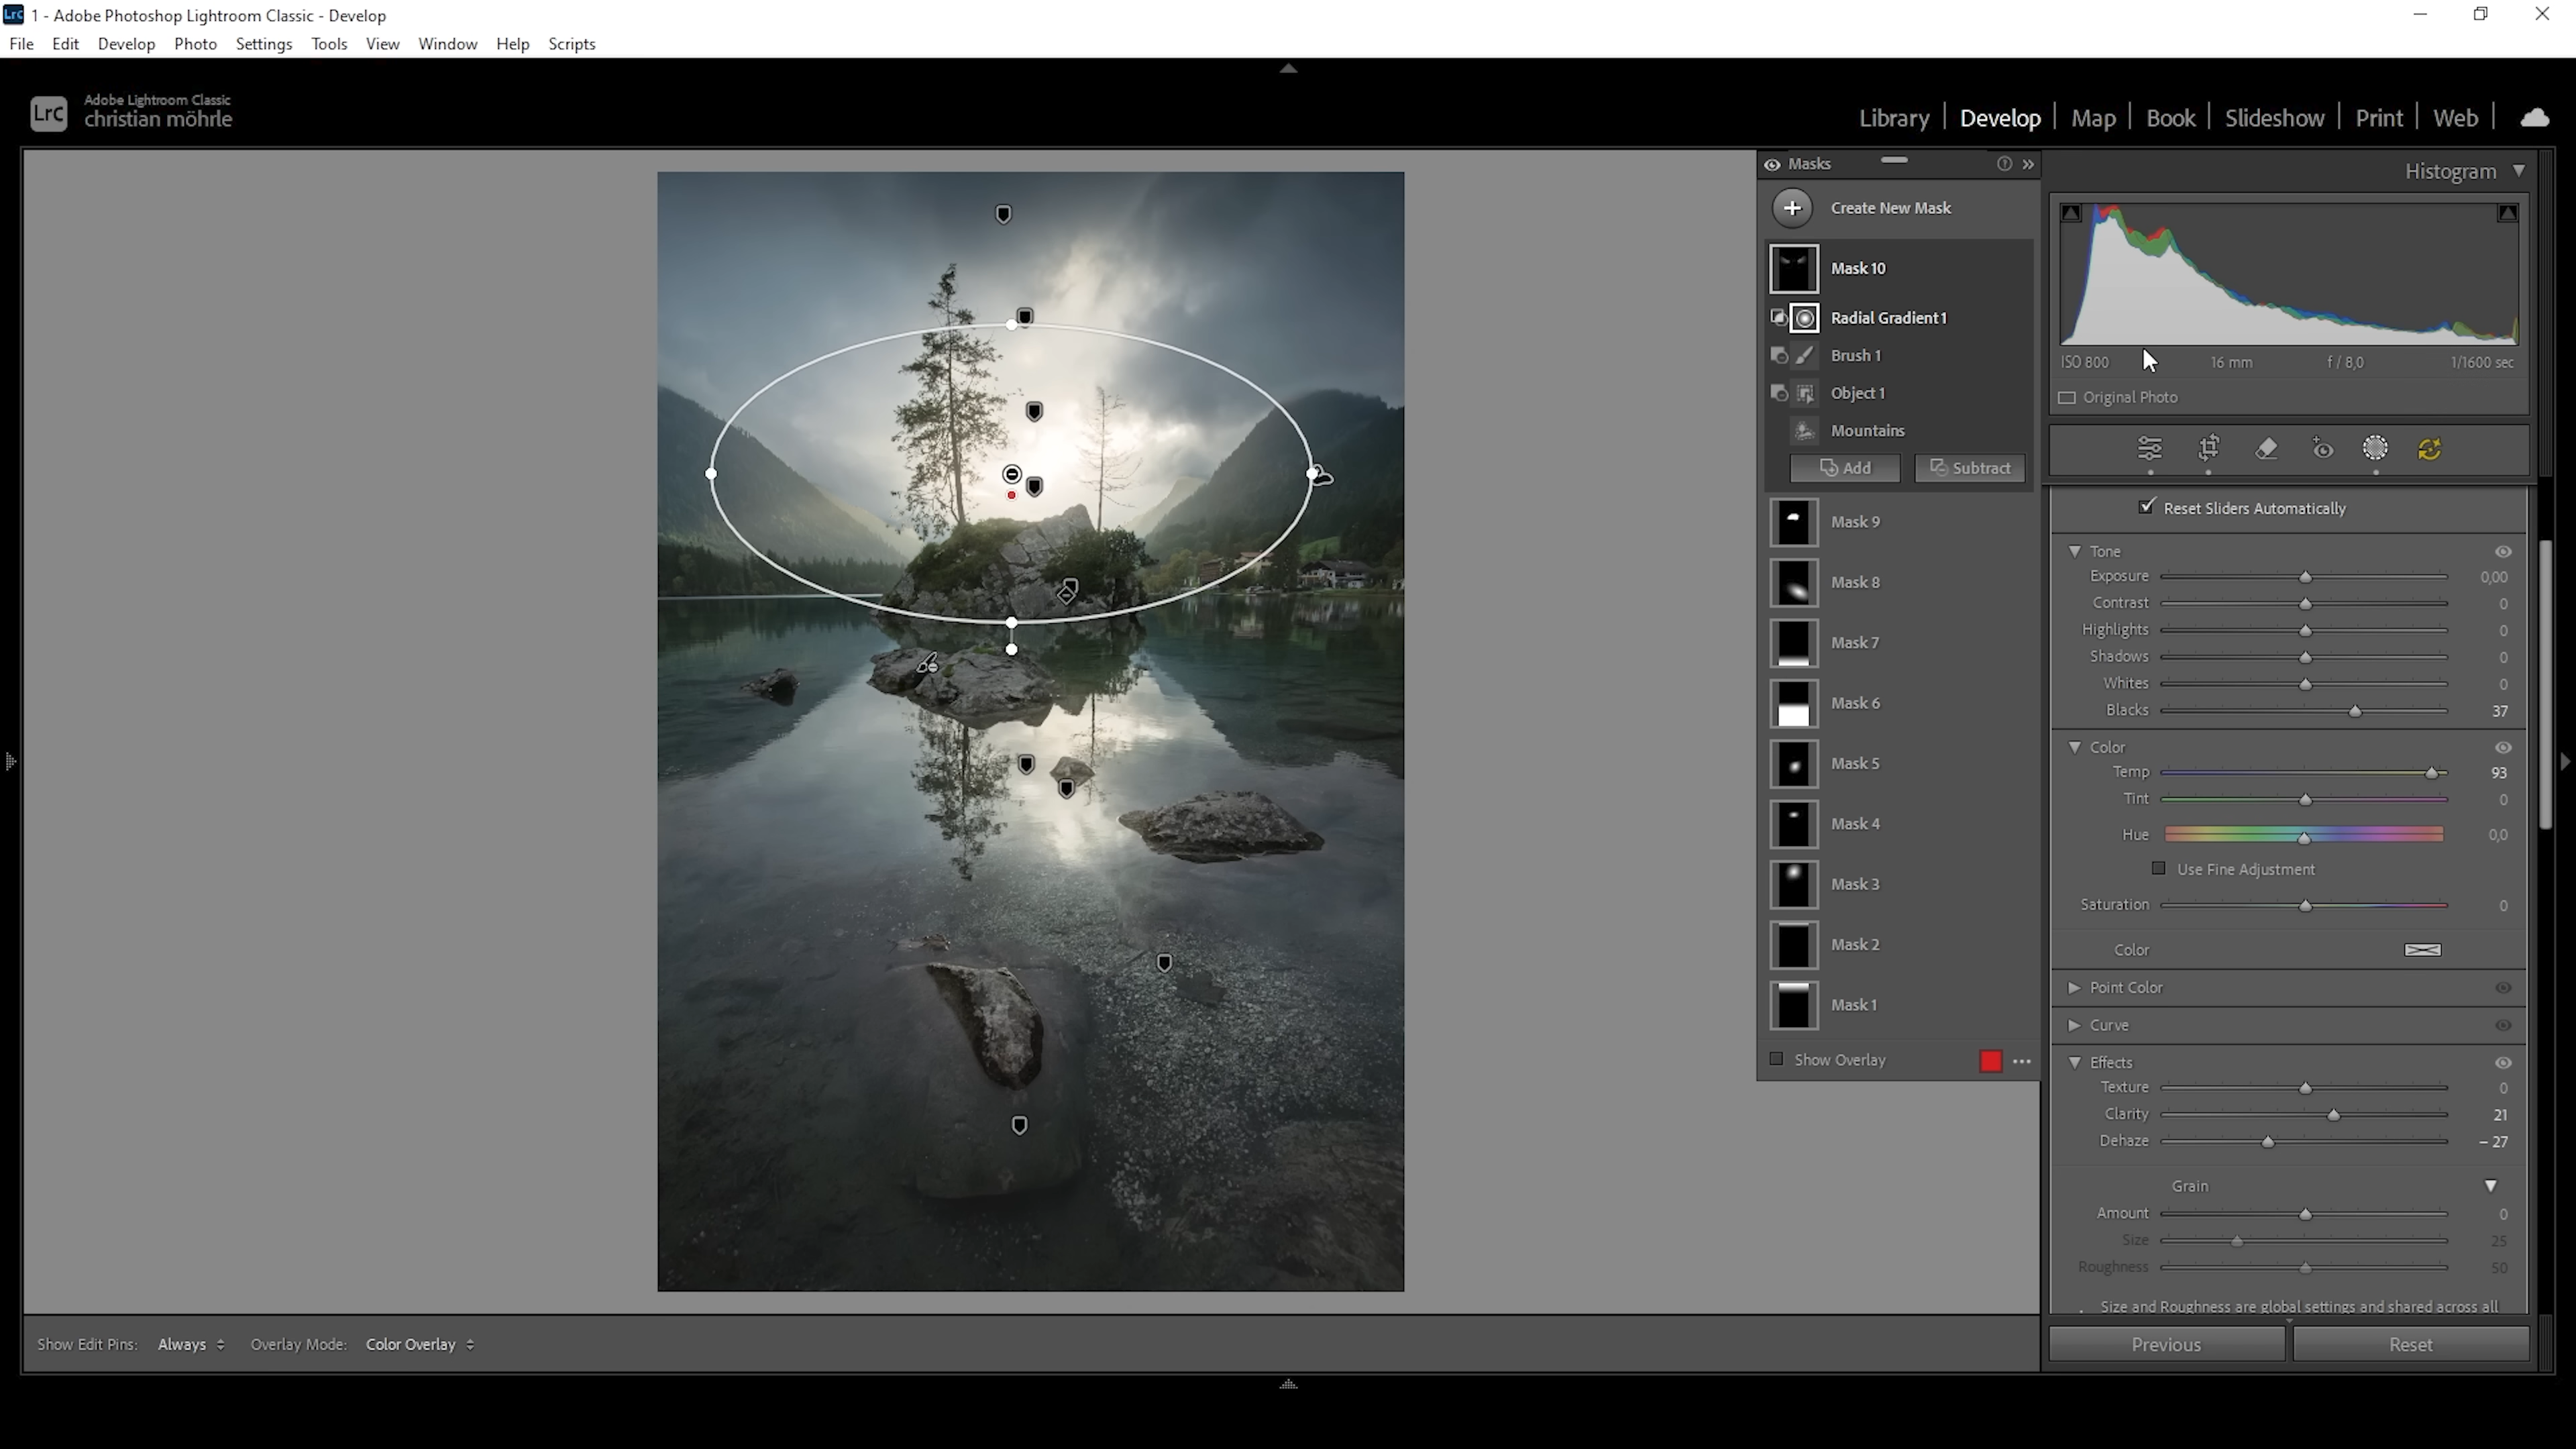 Lrc 1 - Adobe Photoshop Lightroom Classic - Develop
File Edit Develop Photo Settings Tools View Window Help Scripts
Lrc Adobe Lightroom Classic
christian möhrle
Library | Develop | Map | Book | Slideshow | Print | Web |
Masks
Create New Mask
Mask 10
Radial Gradient 1
Brush 1
Object 1
Mountains
Add Subtract
Mask 9
Mask 8
Mask 7
Mask 6
Mask 5
Mask 4
Mask 3
Mask 2
Mask 1
Show Overlay
Histogram
ISO 800 16 mm f / 8,0 1/1600 sec
Original Photo
Reset Sliders Automatically
Tone
Exposure 0,00
Contrast 0
Highlights 0
Shadows 0
Whites 0
Blacks 37
Color
Temp 93
Tint 0
Hue 0,0
Use Fine Adjustment
Saturation 0
Color
Point Color
Curve
Effects
Texture 0
Clarity 21
Dehaze – 27
Grain
Amount 0
Size 25
Roughness 50
Size and Roughness are global settings and shared across all
Previous Reset
Show Edit Pins: Always Overlay Mode: Color Overlay